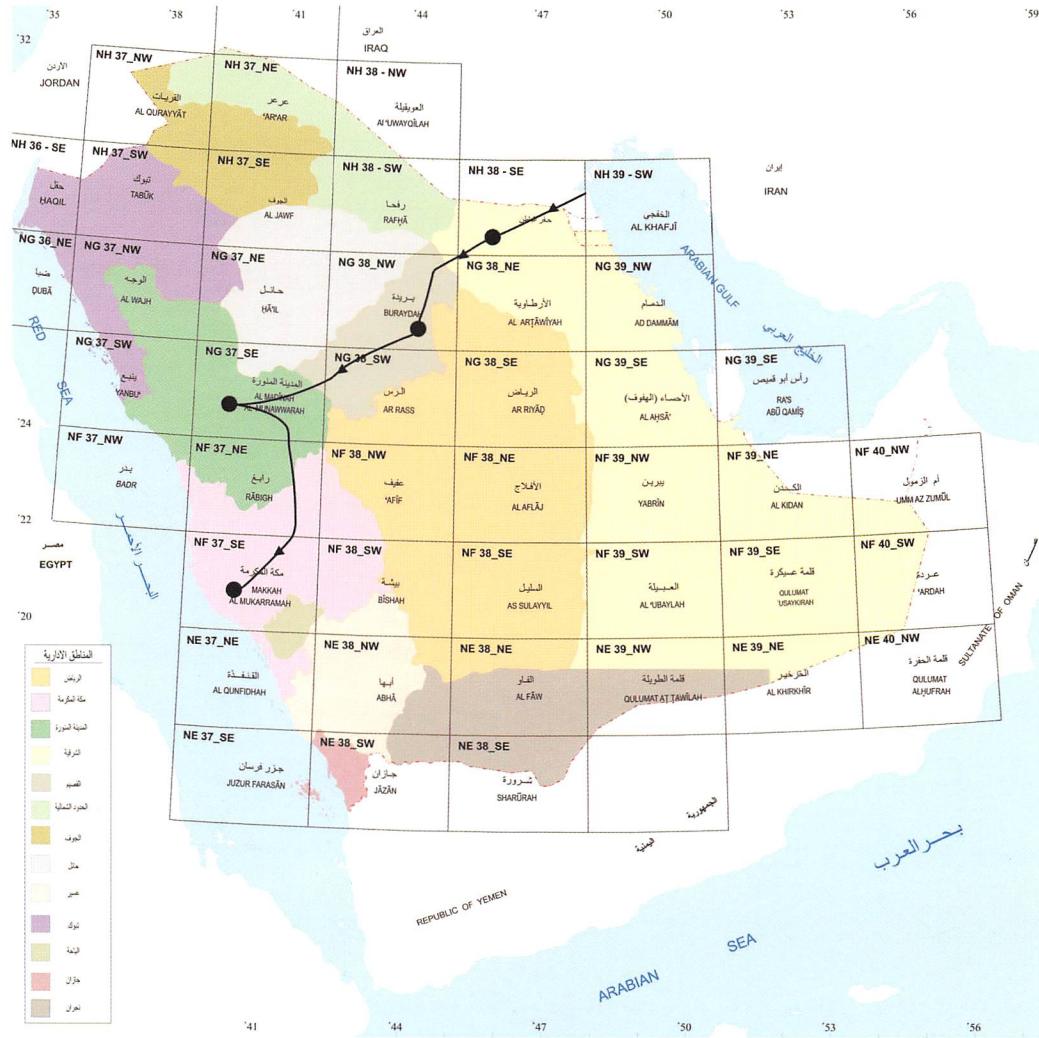 °35
°38
°41
°44
°47
°50
°53
°56
°59
°32
العراق
IRAQ
الاردن
JORDAN
NH 37_NW
القريات
AL QURAYYĀT
NH 37_NE
عرعر
'AR'AR
NH 38 - NW
العويقيلة
Al 'UWAYQĪLAH
NH 36 - SE
حقل
ḤAQIL
NH 37_SW
تبوك
TABŪK
NH 37_SE
الجوف
AL JAWF
NH 38 - SW
رفحا
RAFḤĀ
NH 38 - SE
NH 39 - SW
الخفجي
AL KHAFJĪ
إيران
IRAN
NG 36_NE
ضبا
ḌUBĀ
NG 37_NW
الوجه
AL WAJH
NG 37_NE
حائل
ḤĀ'IL
NG 38_NW
بريدة
BURAYDAH
NG 38_NE
الأرطاوية
AL ARṬĀWĪYAH
NG 39_NW
الدمام
AD DAMMĀM
ARABIAN GULF
الخليج العربي
RED
SEA
NG 37_SW
ينبع
YANBU'
NG 37_SE
المدينة المنورة
AL MADĪNAH
AL MUNAWWARAH
NG 38_SW
الرس
AR RASS
NG 38_SE
الرياض
AR RIYĀḌ
NG 39_SE
الأحساء (الهفوف)
AL AḤSĀ'
NG 39_SE
رأس أبو قميص
RA'S
ABŪ QAMĪṢ
°24
NF 37_NW
بدر
BADR
NF 37_NE
رابغ
RĀBIGH
NF 38_NW
عفيف
'AFĪF
NF 38_NE
الأفلاج
AL AFLĀJ
NF 39_NW
يبرين
YABRĪN
NF 39_NE
الكدن
AL KIDAN
NF 40_NW
أم الزمول
UMM AZ ZUMŪL
°22
مصر
EGYPT
البحر الأحمر
NF 37_SE
مكة المكرمة
MAKKAH
AL MUKARRAMAH
NF 38_SW
بيشة
BĪSHAH
NF 38_SE
السليل
AS SULAYYIL
NF 39_SW
العبيلة
AL 'UBAYLAH
NF 39_SE
قلمة عسيكرة
QULUMAT
'USAYKIRAH
NF 40_SW
عردة
'ARDAH
SULTANATE OF OMAN
°20
NE 37_NE
القنفذة
AL QUNFIDHAH
NE 38_NW
أبها
ABHĀ
NE 38_NE
الفاو
AL FĀW
NE 39_NW
قلمة الطويلة
QULUMAT AT ṬAWĪLAH
NE 39_NE
الخرخير
AL KHIRKHĪR
NE 40_NW
قلمة الحفرة
QULUMAT
ALḤUFRAH
NE 37_SE
جزر فرسان
JUZUR FARASĀN
NE 38_SW
جازان
JĀZĀN
NE 38_SE
شرورة
SHARŪRAH
الجمهورية
اليمنية
REPUBLIC OF YEMEN
بحر العرب
ARABIAN SEA
المناطق الادارية
الرياض
مكة المكرمة
المدينة المنورة
الشرقية
القصيم
الحدود الشمالية
الجوف
حائل
عسير
تبوك
الباحة
جازان
نجران
°41
°44
°47
°50
°53
°56